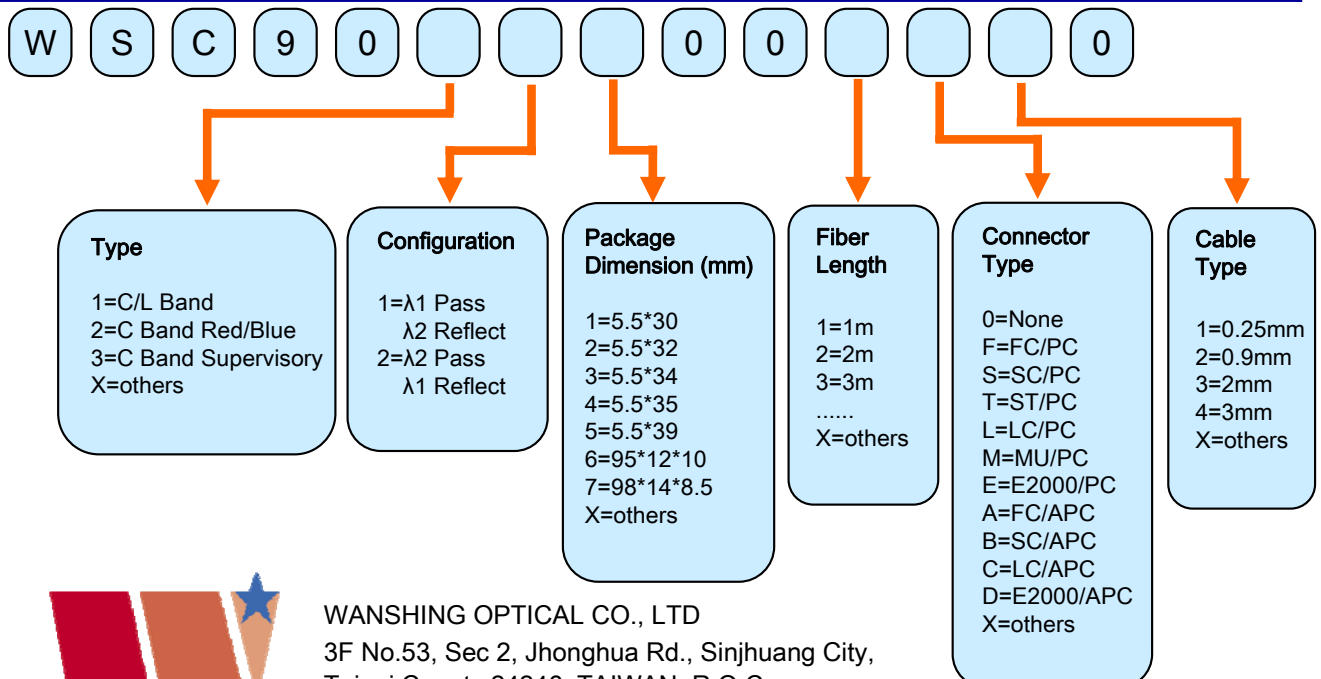 W S C 9 0 0 0 0
Type
1=C/L Band
2=C Band Red/Blue
3=C Band Supervisory
X=others
Configuration
1=λ1 Pass
λ2 Reflect
2=λ2 Pass
λ1 Reflect
Package
Dimension (mm)
1=5.5*30
2=5.5*32
3=5.5*34
4=5.5*35
5=5.5*39
6=95*12*10
7=98*14*8.5
X=others
Fiber
Length
1=1m
2=2m
3=3m
......
X=others
Connector
Type
0=None
F=FC/PC
S=SC/PC
T=ST/PC
L=LC/PC
M=MU/PC
E=E2000/PC
A=FC/APC
B=SC/APC
C=LC/APC
D=E2000/APC
X=others
Cable
Type
1=0.25mm
2=0.9mm
3=2mm
4=3mm
X=others
WANSHING OPTICAL CO., LTD
3F No.53, Sec 2, Jhonghua Rd., Sinjhuang City,